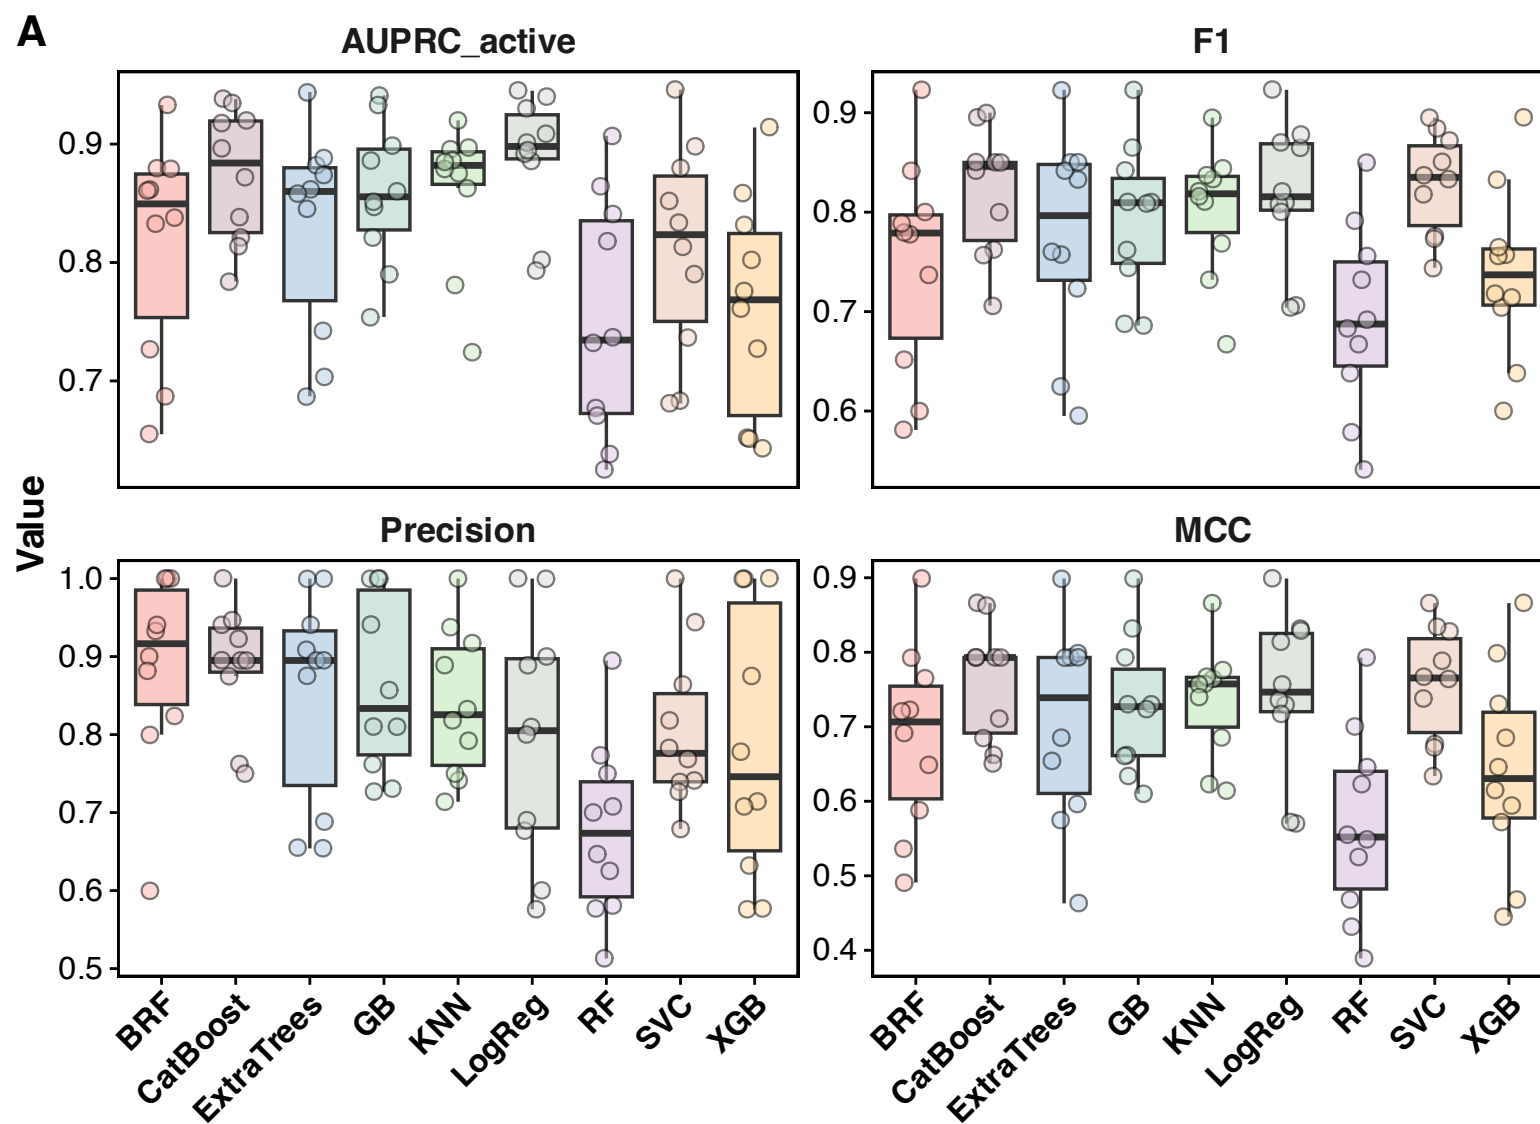 A
AUPRC_active
F1
0.9
0.8
0.7
0.9
0.8
0.7
0.6
Value
Precision
MCC
1.0
0.9
0.8
0.7
0.6
0.5
0.9
0.8
0.7
0.6
0.5
0.4
BRF
CatBoost
ExtraTrees
GB
KNN
LogReg
RF
SVC
XGB
BRF
CatBoost
ExtraTrees
GB
KNN
LogReg
RF
SVC
XGB